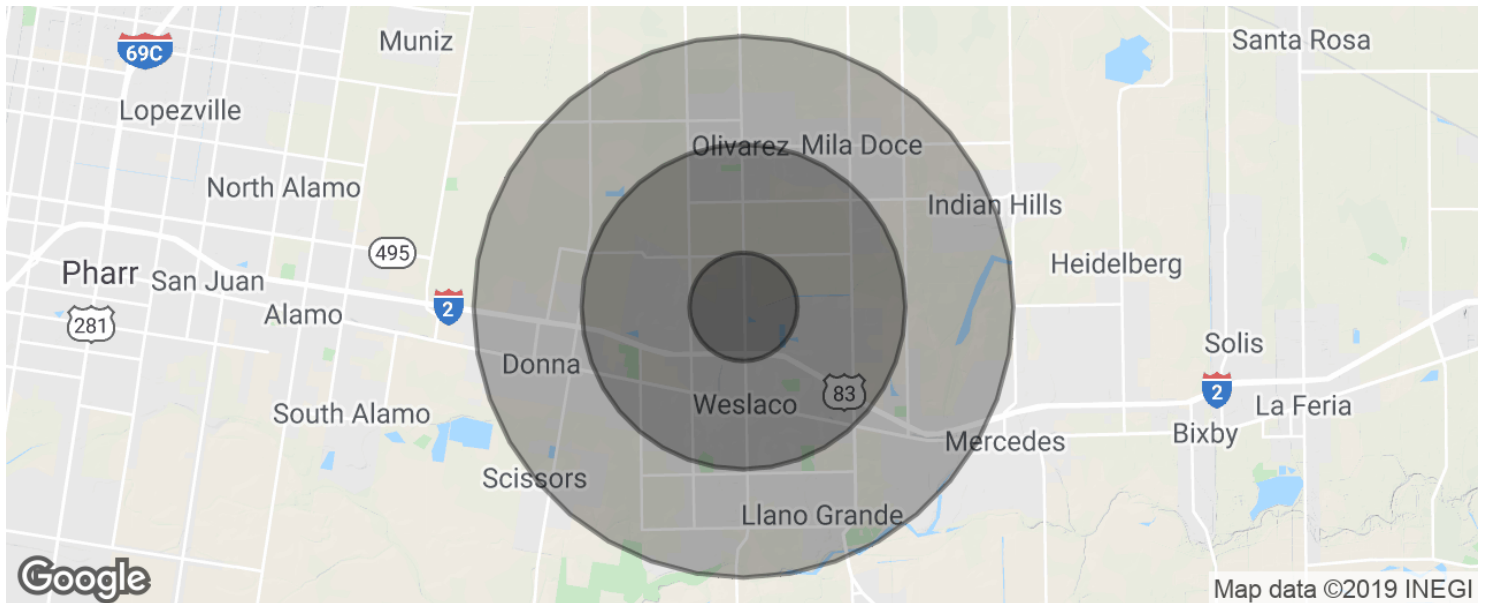 Muniz
Santa Rosa
69C
Lopezville
Olivarez
Mila Doce
North Alamo
Indian Hills
495
Heidelberg
Pharr
San Juan
2
281
Alamo
Solis
Donna
83
2
Weslaco
La Feria
South Alamo
Bixby
Mercedes
Scissors
Llano Grande
Google
Map data ©2019 INEGI